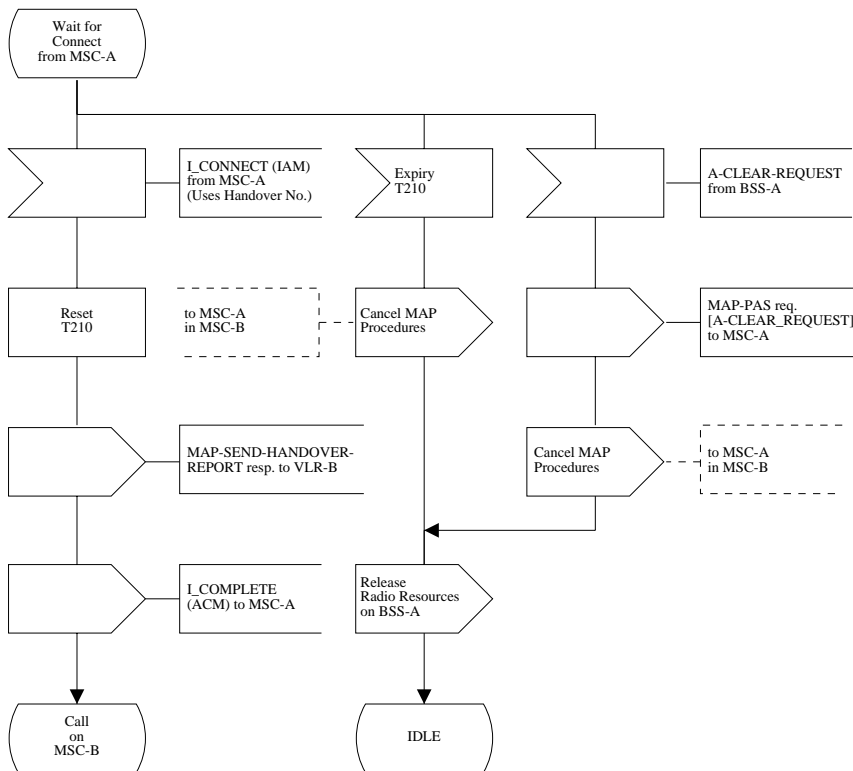 Wait for
Connect
from MSC-A
I_CONNECT (IAM)
from MSC-A
(Uses Handover No.)
Expiry
T210
A-CLEAR-REQUEST
from BSS-A
Reset
T210
to MSC-A
in MSC-B
Cancel MAP
Procedures
MAP-PAS req.
[A-CLEAR_REQUEST]
to MSC-A
MAP-SEND-HANDOVER-
REPORT resp. to VLR-B
Cancel MAP
Procedures
to MSC-A
in MSC-B
I_COMPLETE
(ACM) to MSC-A
Release
Radio Resources
on BSS-A
Call
on
MSC-B
IDLE